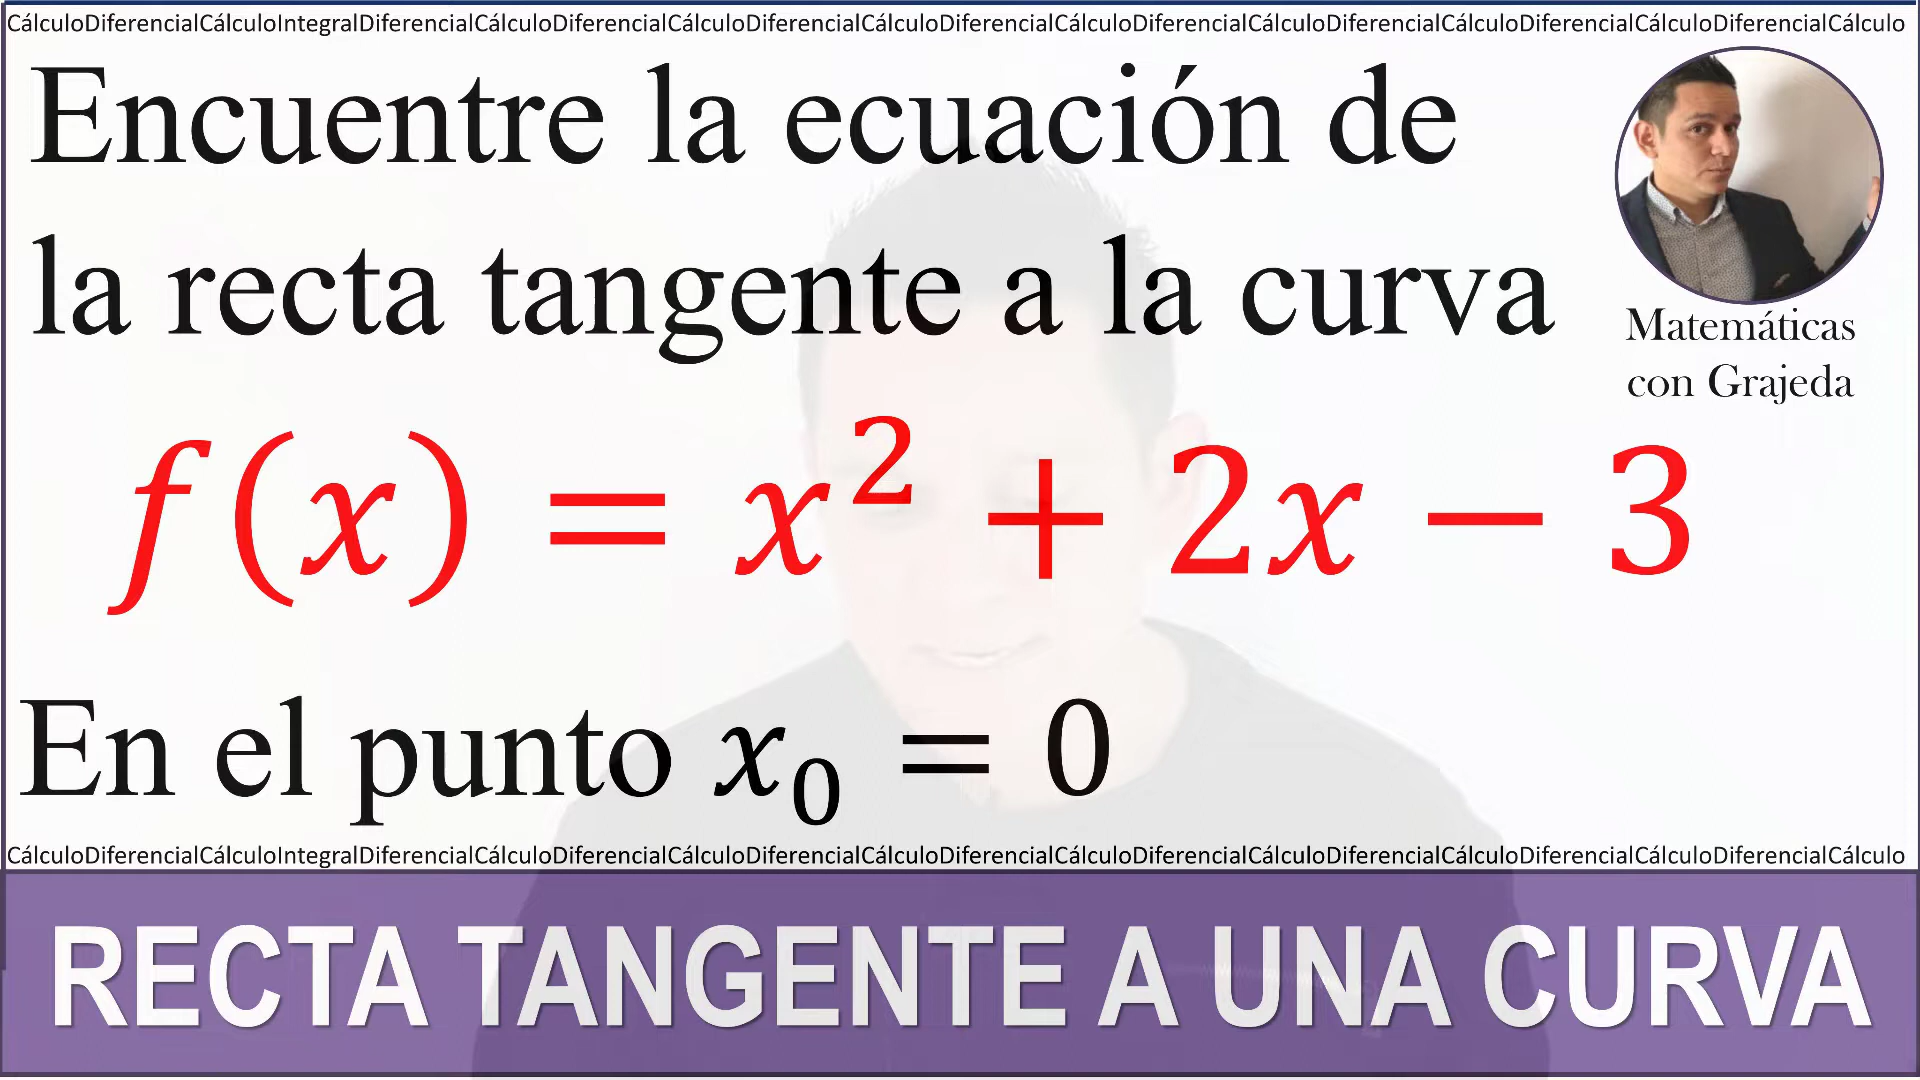 CálculoDiferencialCálculoIntegralDiferencialCálculoDiferencialCálculoDiferencialCálculoDiferencialCálculoDiferencialCálculoDiferencialCálculoDiferencialCálculoDiferencialCálculo
Encuentre la ecuación de
la recta tangente a la curva
Matemáticas
con Grajeda
f(x) = x² + 2x − 3
En el punto x₀ = 0
CálculoDiferencialCálculoIntegralDiferencialCálculoDiferencialCálculoDiferencialCálculoDiferencialCálculoDiferencialCálculoDiferencialCálculoDiferencialCálculoDiferencialCálculo
RECTA TANGENTE A UNA CURVA